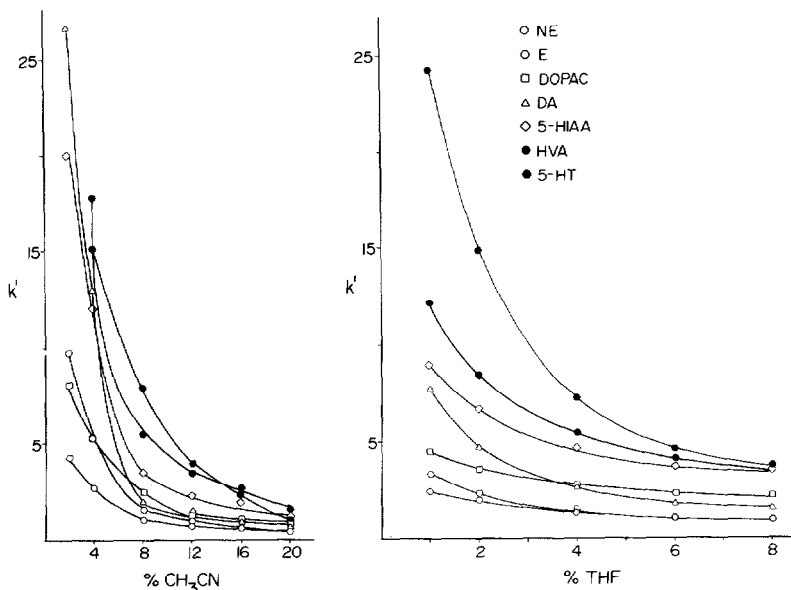 25
15
k'
5
4
8
12
16
20
% CH₃CN
25
15
k'
5
2
4
6
8
% THF
NE
E
DOPAC
DA
5-HIAA
HVA
5-HT